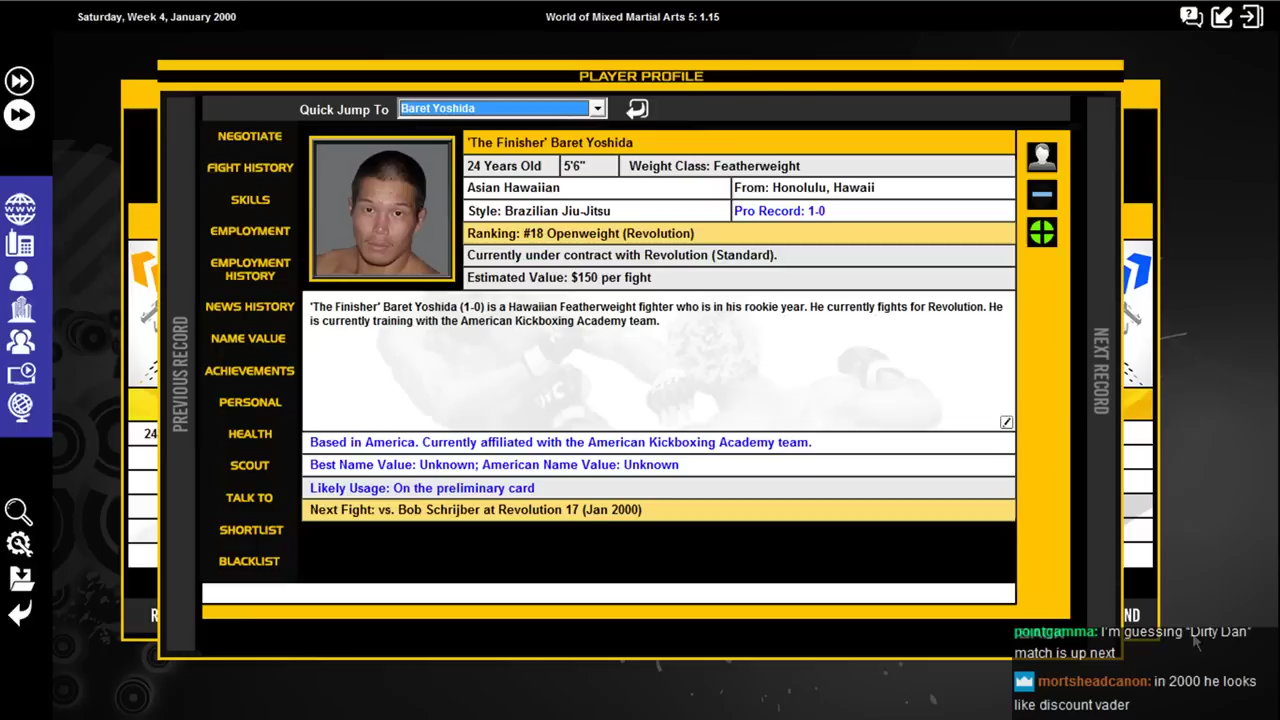 Saturday, Week 4, January 2000
World of Mixed Martial Arts 5: 1.15
PLAYER PROFILE
Quick Jump To
Baret Yoshida
NEGOTIATE
FIGHT HISTORY
SKILLS
EMPLOYMENT
EMPLOYMENT
HISTORY
NEWS HISTORY
NAME VALUE
ACHIEVEMENTS
PERSONAL
HEALTH
SCOUT
TALK TO
SHORTLIST
BLACKLIST
PREVIOUS RECORD
'The Finisher' Baret Yoshida
24 Years Old
5'6"
Weight Class: Featherweight
Asian Hawaiian
From: Honolulu, Hawaii
Style: Brazilian Jiu-Jitsu
Pro Record: 1-0
Ranking: #18 Openweight (Revolution)
Currently under contract with Revolution (Standard).
Estimated Value: $150 per fight
'The Finisher' Baret Yoshida (1-0) is a Hawaiian Featherweight fighter who is in his rookie year. He currently fights for Revolution. He
is currently training with the American Kickboxing Academy team.
Based in America. Currently affiliated with the American Kickboxing Academy team.
Best Name Value: Unknown; American Name Value: Unknown
Likely Usage: On the preliminary card
Next Fight: vs. Bob Schrijber at Revolution 17 (Jan 2000)
NEXT RECORD
24
R
ND
pointgamma: I'm guessing "Dirty Dan"
match is up next
mortsheadcanon: in 2000 he looks
like discount vader